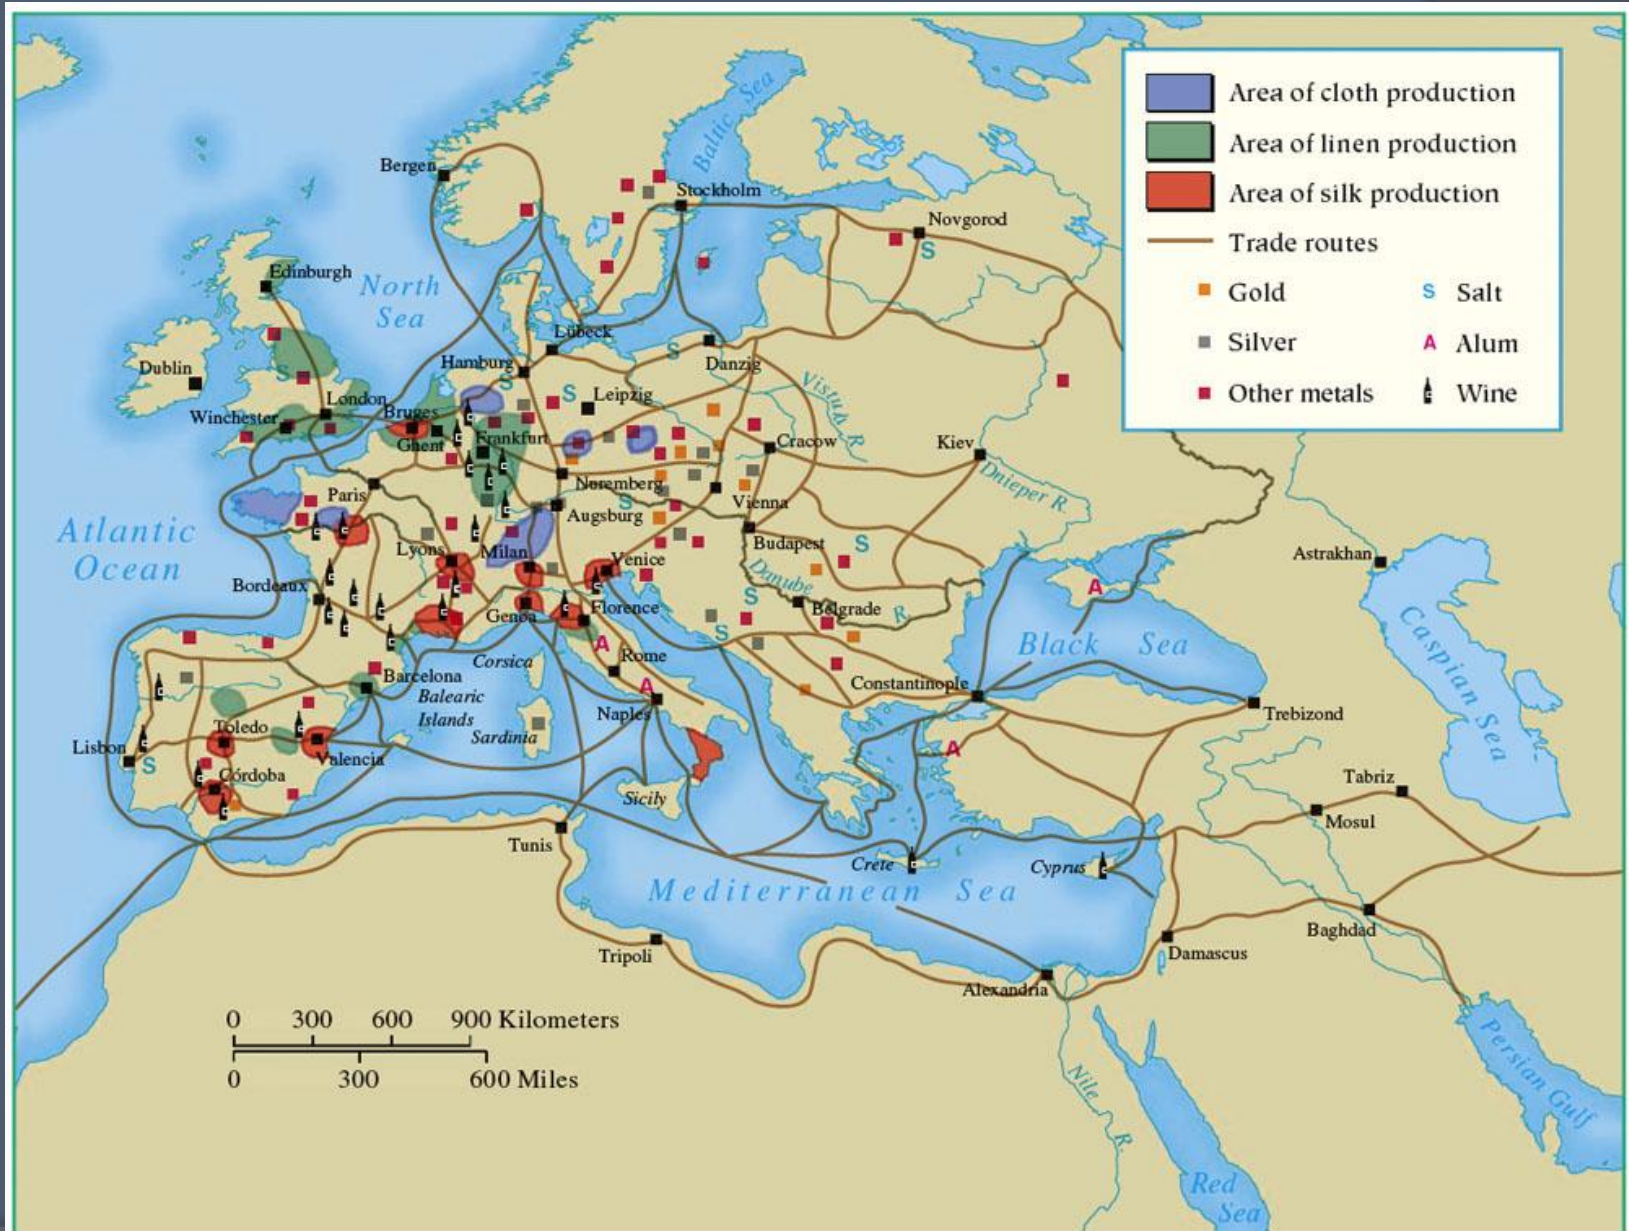 Area of cloth production
Area of linen production
Area of silk production
Trade routes
Gold
S Salt
Silver
A Alum
Other metals
Wine
Baltic Sea
Bergen
Stockholm
Novgorod
S
Edinburgh
North
Sea
S
Lübeck
Dublin
Hamburg
S
S
Danzig
S
Leipzig
Vistula R.
London
Winchester
Bruges
Ghent
Frankfurt
Cracow
Kiev
Dnieper R.
Paris
Nuremberg
S
Vienna
Augsburg
Atlantic
Ocean
Lyons
Milan
Venice
Budapest
S
Astrakhan
Bordeaux
Danube
R
S
A
Genoa
Florence
Belgrade
S
A
Black Sea
Caspian Sea
Corsica
Rome
Barcelona
Balearic
Islands
A
Constantinople
Naples
Trebizond
Toledo
Sardinia
Lisbon
S
Valencia
A
Córdoba
Tabriz
Sicily
Mosul
Tunis
Crete
Cyprus
Mediterranean Sea
Baghdad
Tripoli
Damascus
Alexandria
0 300 600 900 Kilometers
0 300 600 Miles
Nile R.
Persian Gulf
Red
Sea